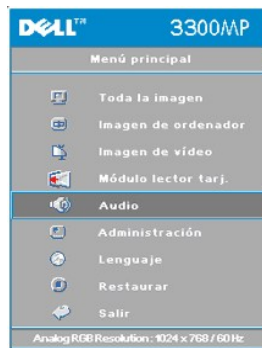 DELL™ 3300MP
Menú principal
Toda la imagen
Imagen de ordenador
Imagen de vídeo
Módulo lector tarj.
Audio
Administración
Lenguaje
Restaurar
Salir
Analog RGB Resolution: 1024 x 768 / 60 Hz